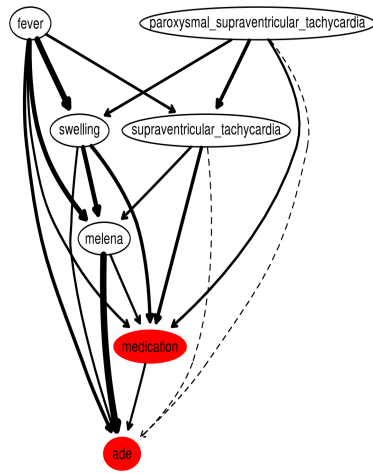 fever
paroxysmal_supraventricular_tachycardia
swelling
supraventricular_tachycardia
melena
medication
ade